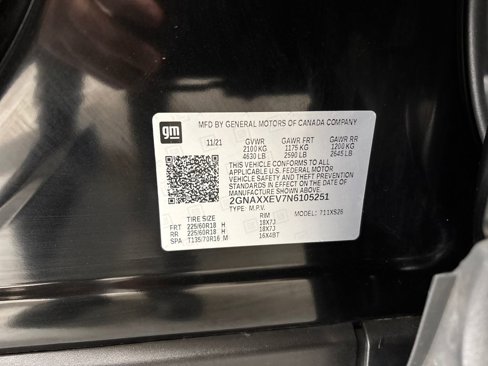 gm
MFD BY GENERAL MOTORS OF CANADA COMPANY
11/21 GVWR GAWR FRT GAWR RR
2100 KG 1175 KG 1200 KG
4630 LB 2590 LB 2645 LB
THIS VEHICLE CONFORMS TO ALL
APPLICABLE U.S. FEDERAL MOTOR
VEHICLE SAFETY AND THEFT
PREVENTION STANDARDS IN EFFECT
ON THE DATE OF MANUFACTURE
SHOWN ABOVE.
2GNAXXEV7N6105251
TYPE: M.P.V. MODEL: 711XS26
TIRE SIZE RIM
FRT 225/60R18 H 18X7J
RR 225/60R18 H 18X7J
SPA T135/70R16 M 16X4BT